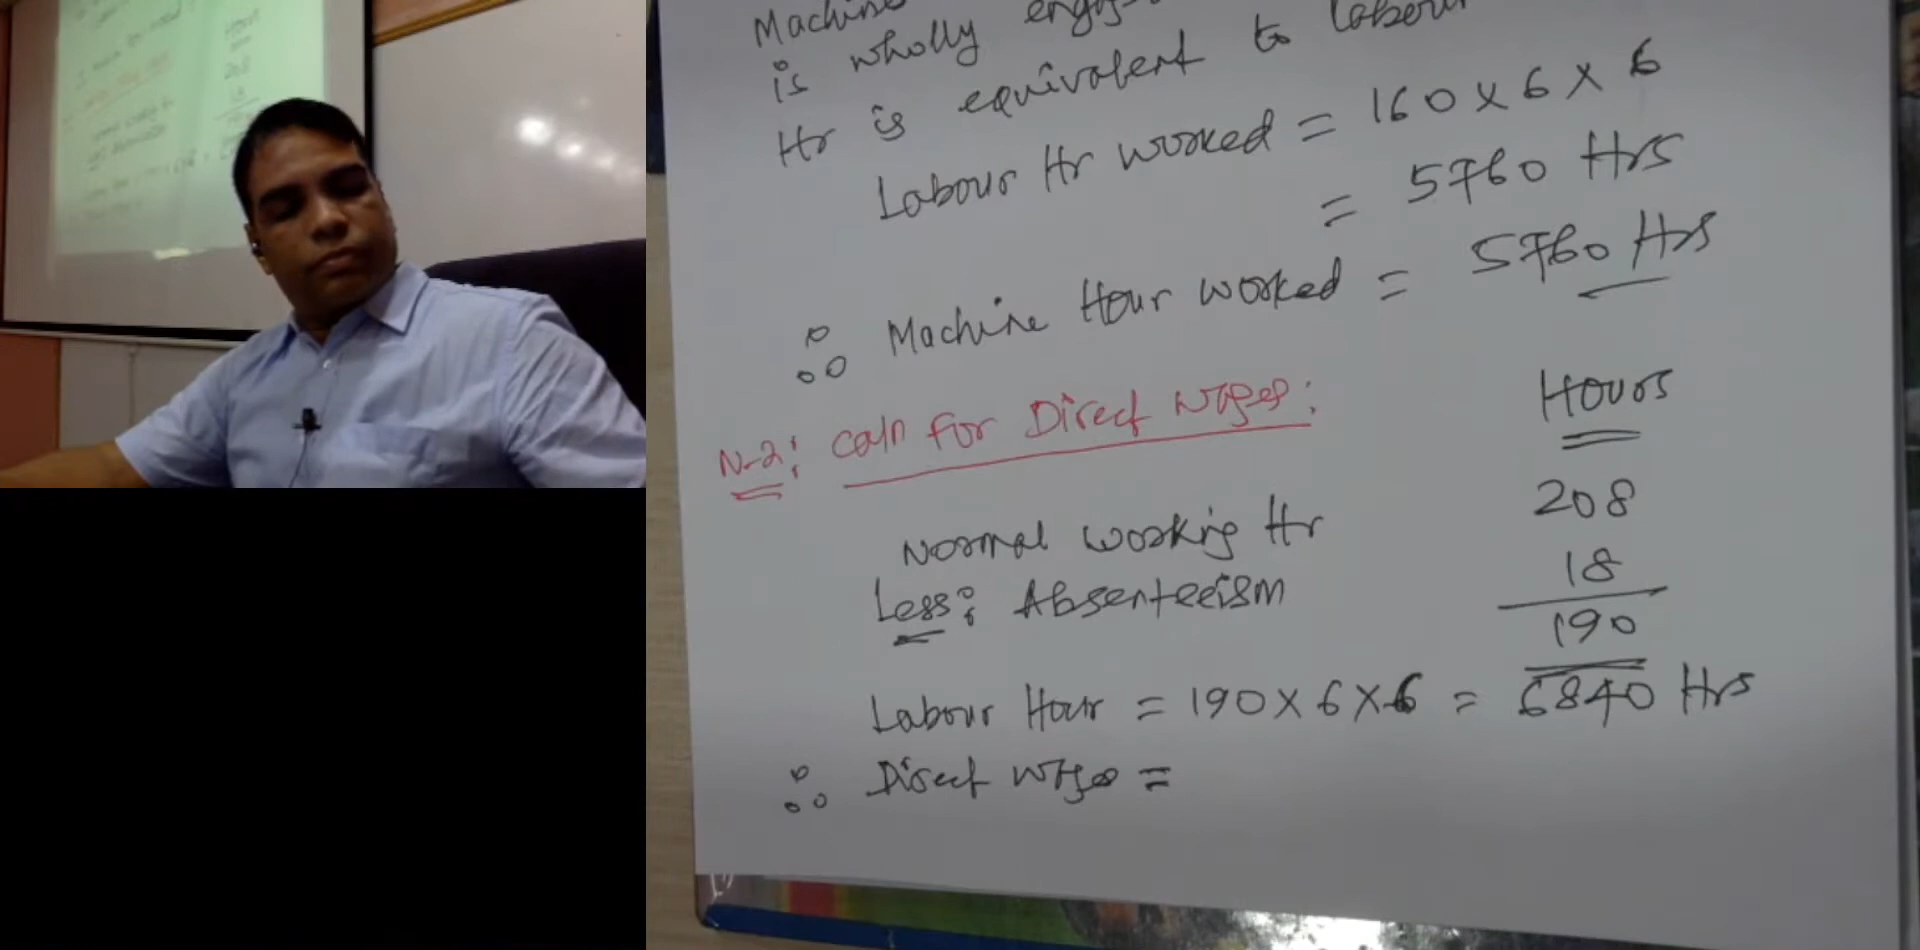 Machine
is wholly
Hr is equivalent to Labour
Labour Hr worked = 160 x 6 x 6
= 5760 Hrs
∴ Machine Hour worked = 5760 Hrs
N-2: Caln for Direct Wages:
Hours
Normal Working Hr 208
Less: Absenteeism 18
190
Labour Hour = 190 x 6 x 6 = 6840 Hrs
∴ Direct Wages =